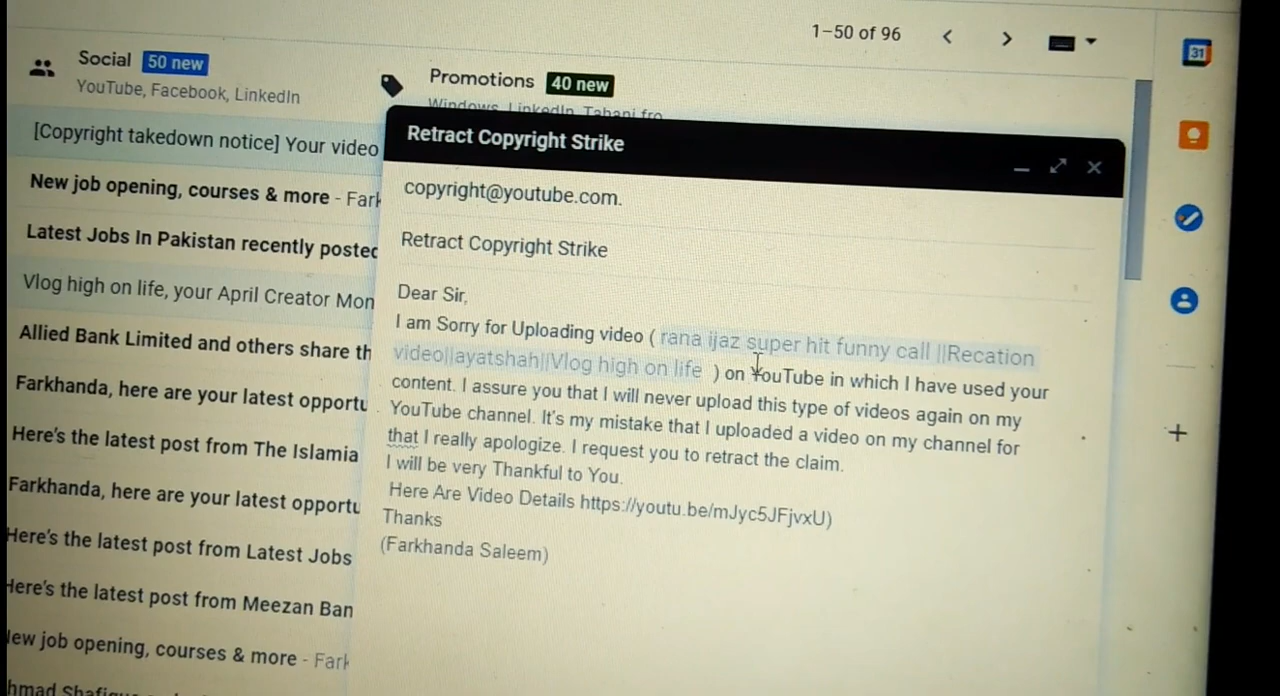 1–50 of 96
31
Social 50 new
YouTube, Facebook, LinkedIn
Promotions 40 new
Windows, LinkedIn, Tabani fro
[Copyright takedown notice] Your video
New job opening, courses & more - Fark
Latest Jobs In Pakistan recently posted
Vlog high on life, your April Creator Mon
Allied Bank Limited and others share th
Farkhanda, here are your latest opportu
Here's the latest post from The Islamia
Farkhanda, here are your latest opportu
Here's the latest post from Latest Jobs
Here's the latest post from Meezan Ban
New job opening, courses & more - Fark
hmad
Retract Copyright Strike
copyright@youtube.com.
Retract Copyright Strike
Dear Sir,
I am Sorry for Uploading video ( rana ijaz super hit funny call ||Recation
video||ayatshah||Vlog high on life ) on YouTube in which I have used your
content. I assure you that I will never upload this type of videos again on my
YouTube channel. It's my mistake that I uploaded a video on my channel for
that I really apologize. I request you to retract the claim.
I will be very Thankful to You.
Here Are Video Details https://youtu.be/mJyc5JFjvxU)
Thanks
(Farkhanda Saleem)